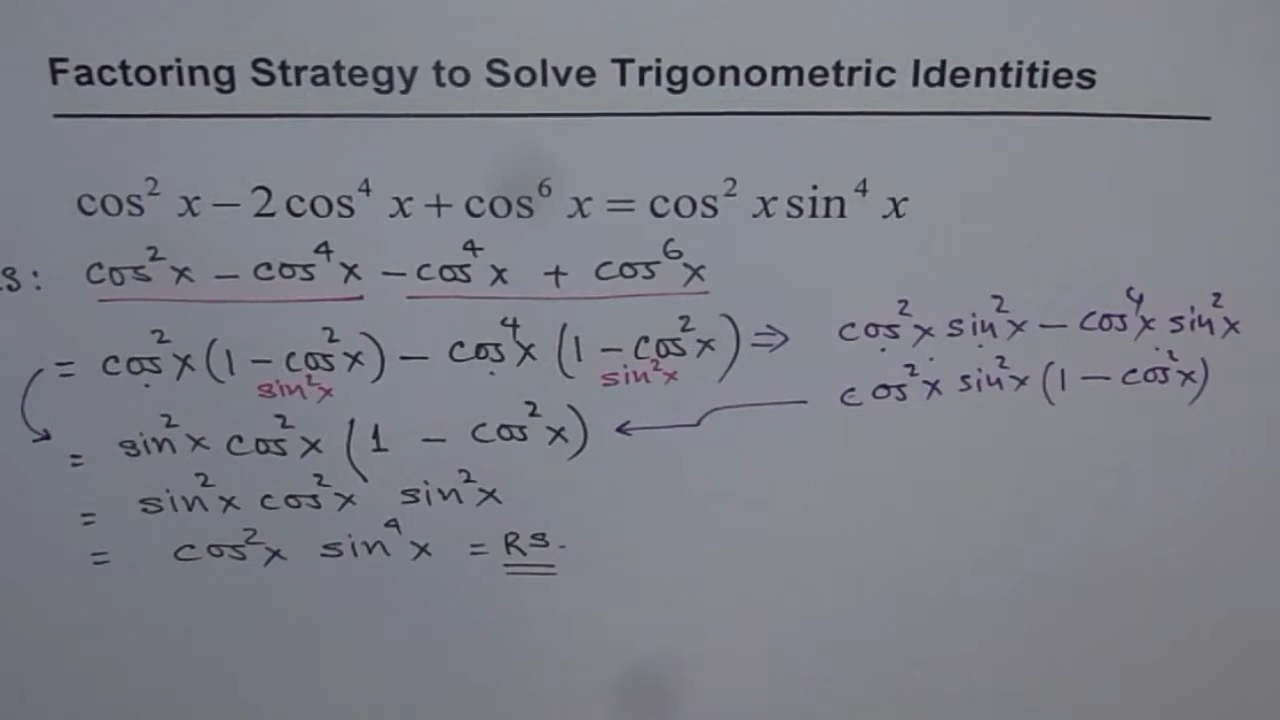 Factoring Strategy to Solve Trigonometric Identities
cos² x − 2 cos⁴ x + cos⁶ x = cos² x sin⁴ x
S: cos²x − cos⁴x − cos⁴x + cos⁶x
= cos²x (1 − cos²x) − cos⁴x (1 − cos²x) ⇒ cos²x sin²x − cos⁴x sin²x
sin²x sin²x
cos²x sin²x (1 − cos²x)
= sin²x cos²x (1 − cos²x) ←
= sin²x cos²x sin²x
= cos²x sin⁴x = RS.